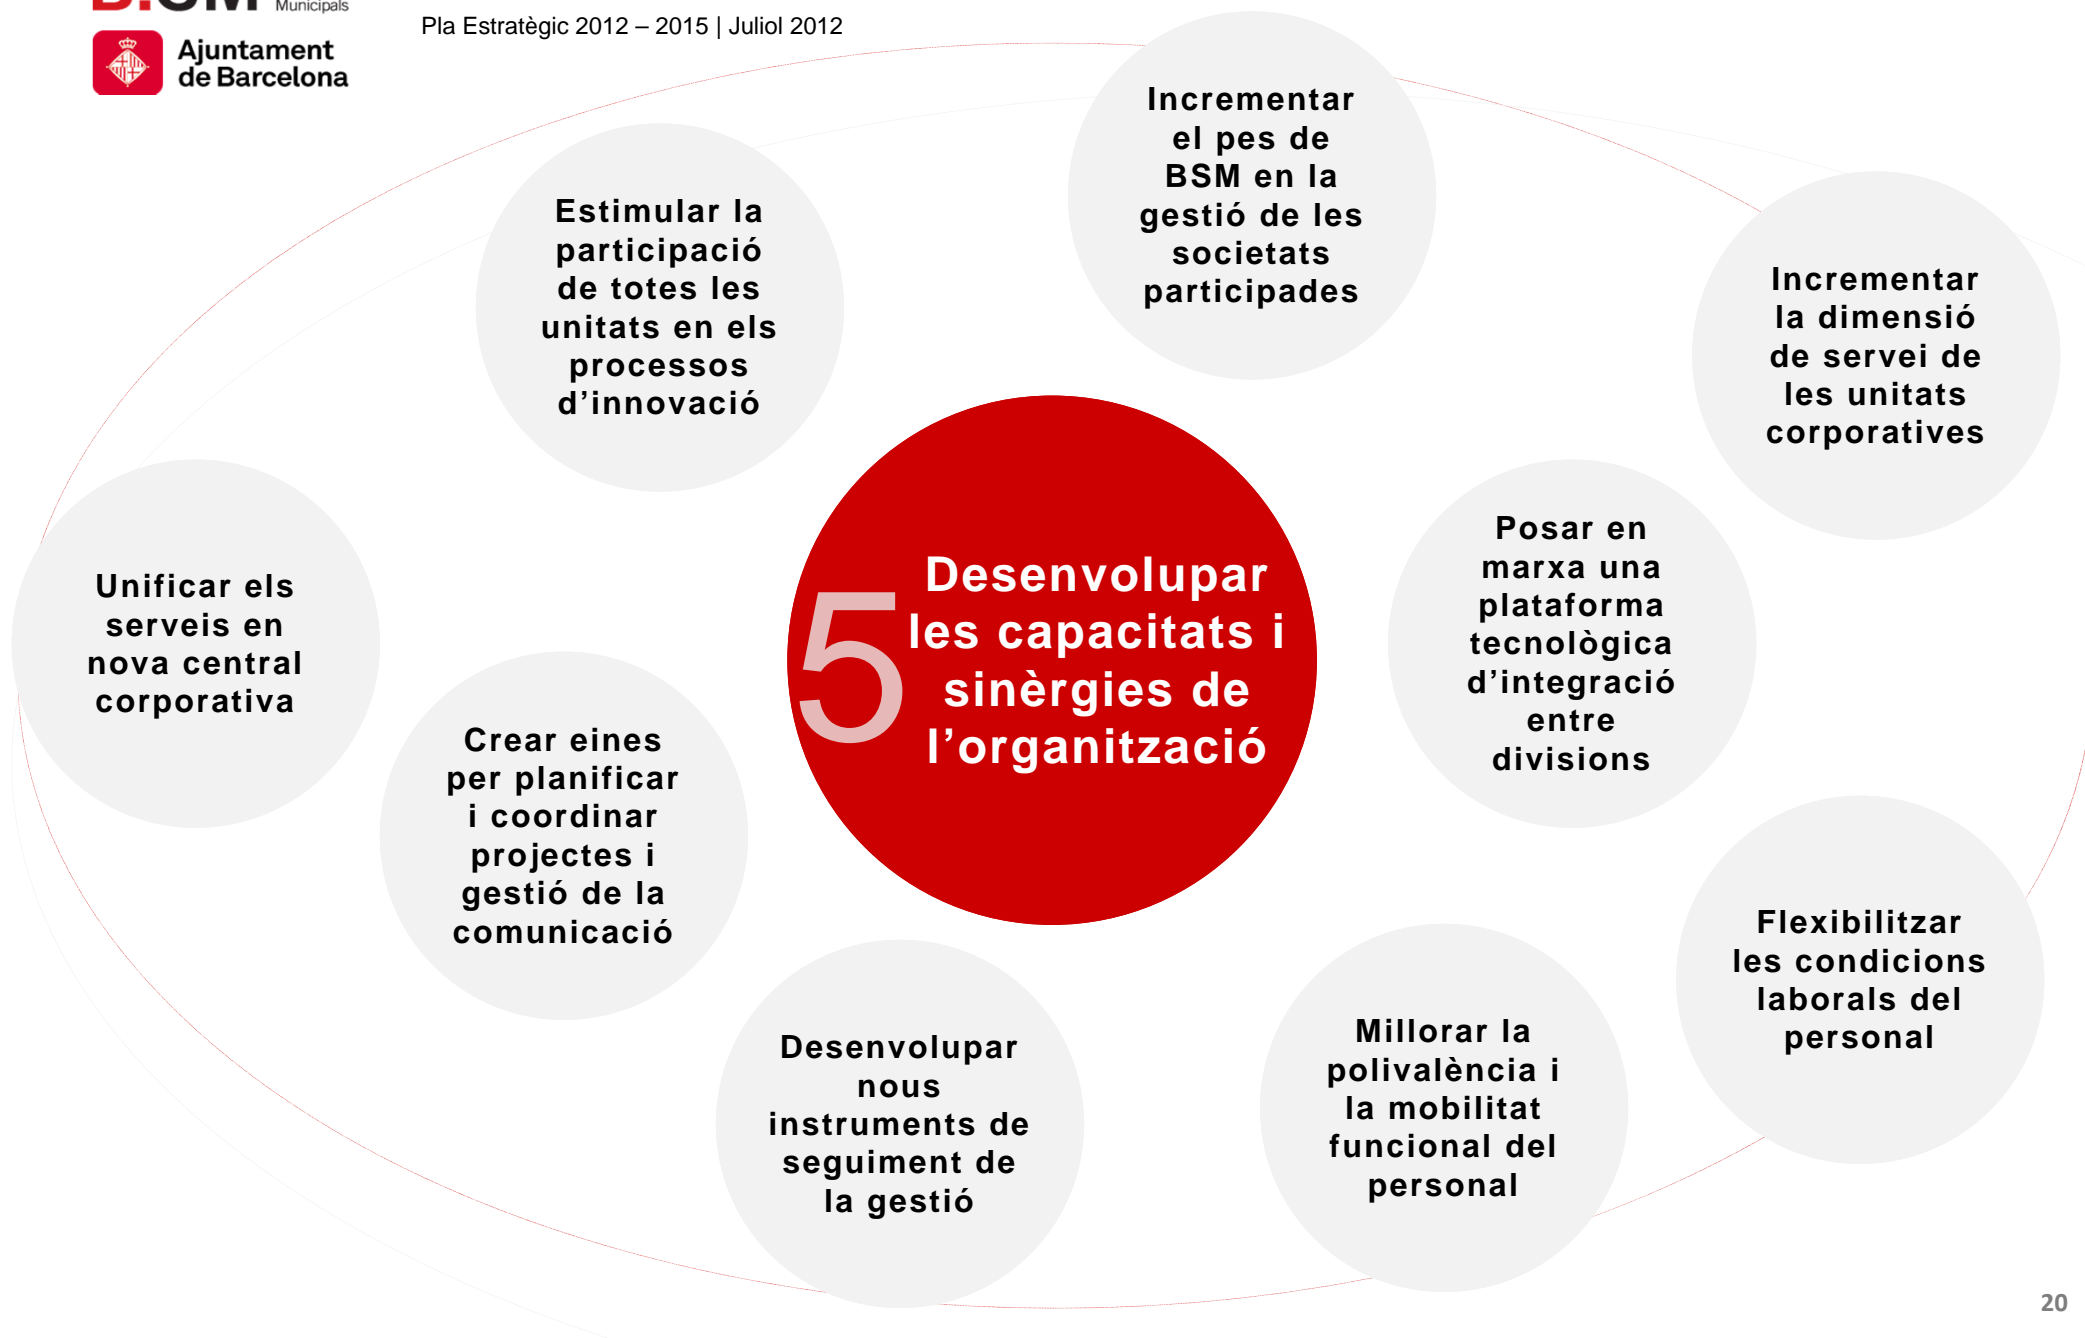 Municipals
Pla Estratègic 2012 – 2015 | Juliol 2012
Ajuntament
de Barcelona
Incrementar
el pes de
BSM en la
gestió de les
societats
participades
Estimular la
participació
de totes les
unitats en els
processos
d’innovació
Incrementar
la dimensió
de servei de
les unitats
corporatives
Unificar els
serveis en
nova central
corporativa
5
Desenvolupar
les capacitats i
sinèrgies de
l’organització
Posar en
marxa una
plataforma
tecnològica
d’integració
entre
divisions
Crear eines
per planificar
i coordinar
projectes i
gestió de la
comunicació
Flexibilitzar
les condicions
laborals del
personal
Desenvolupar
nous
instruments de
seguiment de
la gestió
Millorar la
polivalència i
la mobilitat
funcional del
personal
20